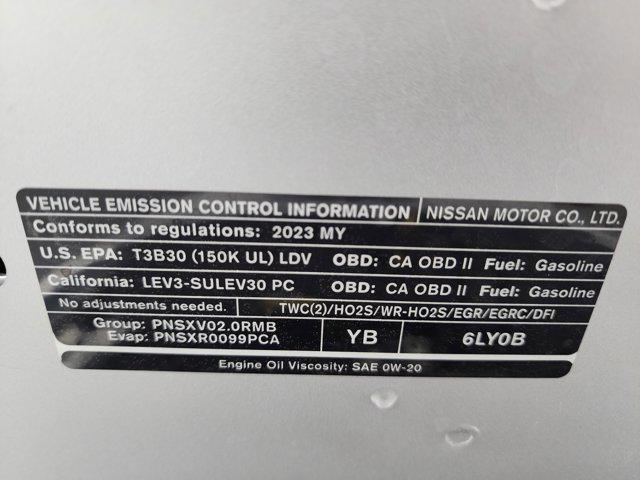 VEHICLE EMISSION CONTROL INFORMATION NISSAN MOTOR CO., LTD.
Conforms to regulations: 2023 MY
U.S. EPA: T3B30 (150K UL) LDV OBD: CA OBD II Fuel: Gasoline
California: LEV3-SULEV30 PC OBD: CA OBD II Fuel: Gasoline
No adjustments needed. TWC(2)/HO2S/WR-HO2S/EGR/EGRC/DFI
Group: PNSXV02.0RMB
Evap: PNSXR0099PCA
YB
6LY0B
Engine Oil Viscosity: SAE 0W-20